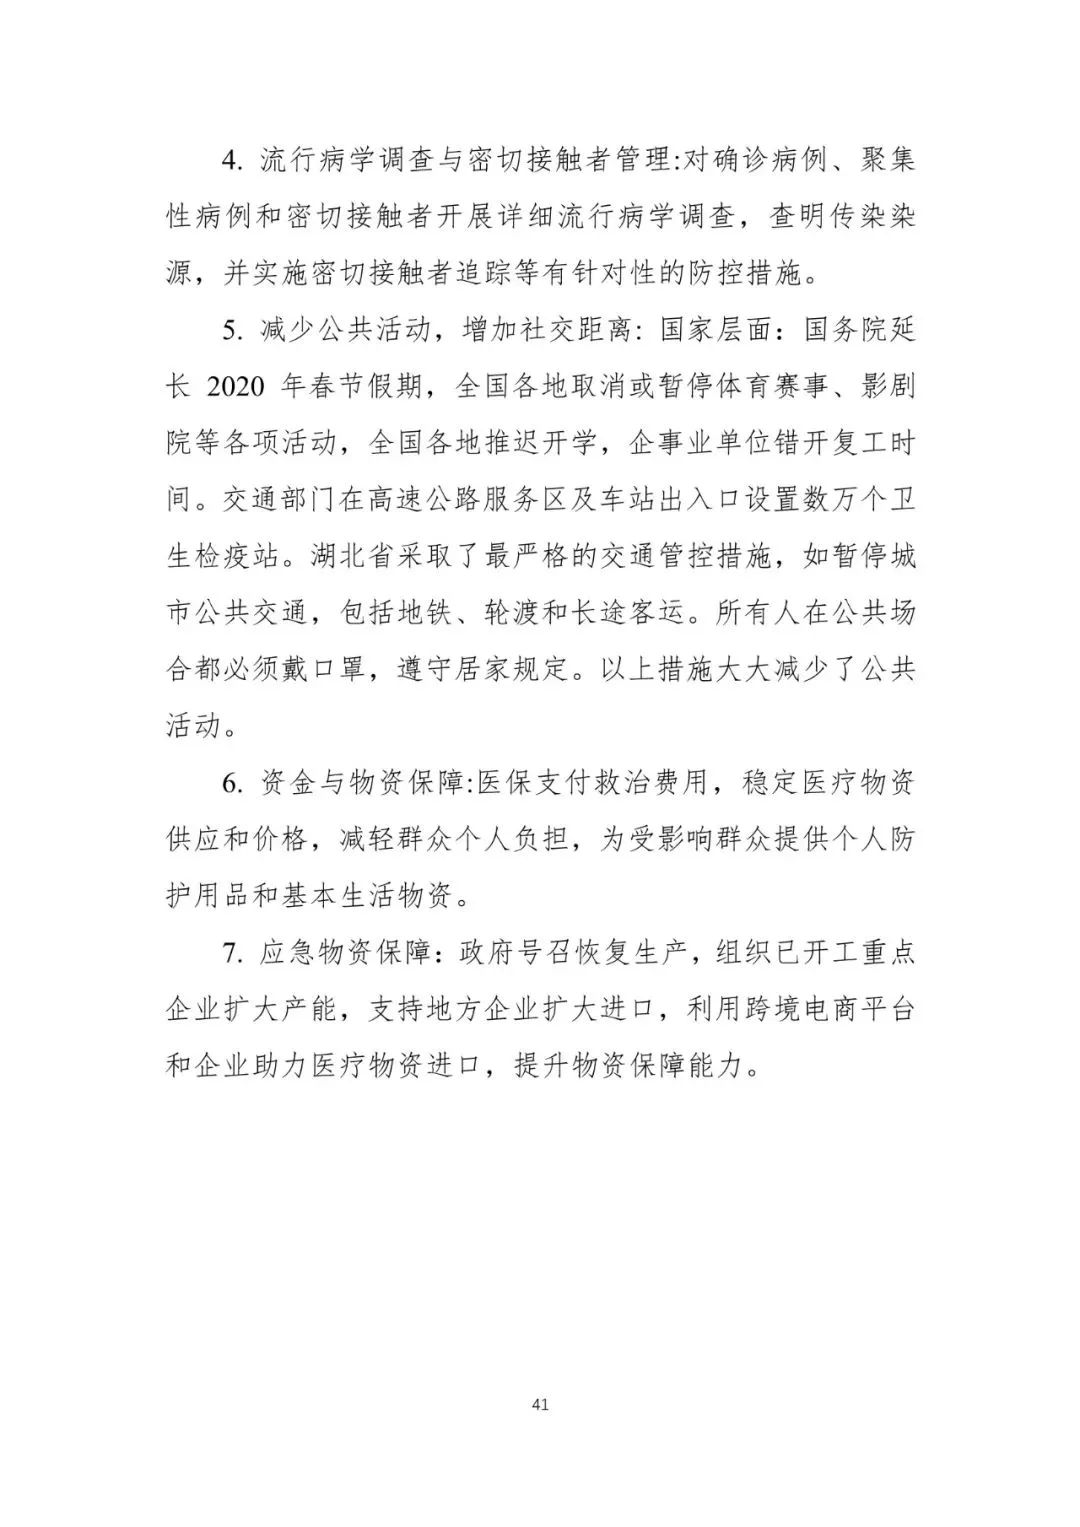 4. 流行病学调查与密切接触者管理:对确诊病例、聚集
性病例和密切接触者开展详细流行病学调查，查明传染染
源，并实施密切接触者追踪等有针对性的防控措施。
5. 减少公共活动，增加社交距离: 国家层面：国务院延
长 2020 年春节假期，全国各地取消或暂停体育赛事、影剧
院等各项活动，全国各地推迟开学，企事业单位错开复工时
间。交通部门在高速公路服务区及车站出入口设置数万个卫
生检疫站。湖北省采取了最严格的交通管控措施，如暂停城
市公共交通，包括地铁、轮渡和长途客运。所有人在公共场
合都必须戴口罩，遵守居家规定。以上措施大大减少了公共
活动。
6. 资金与物资保障:医保支付救治费用，稳定医疗物资
供应和价格，减轻群众个人负担，为受影响群众提供个人防
护用品和基本生活物资。
7. 应急物资保障：政府号召恢复生产，组织已开工重点
企业扩大产能，支持地方企业扩大进口，利用跨境电商平台
和企业助力医疗物资进口，提升物资保障能力。
41